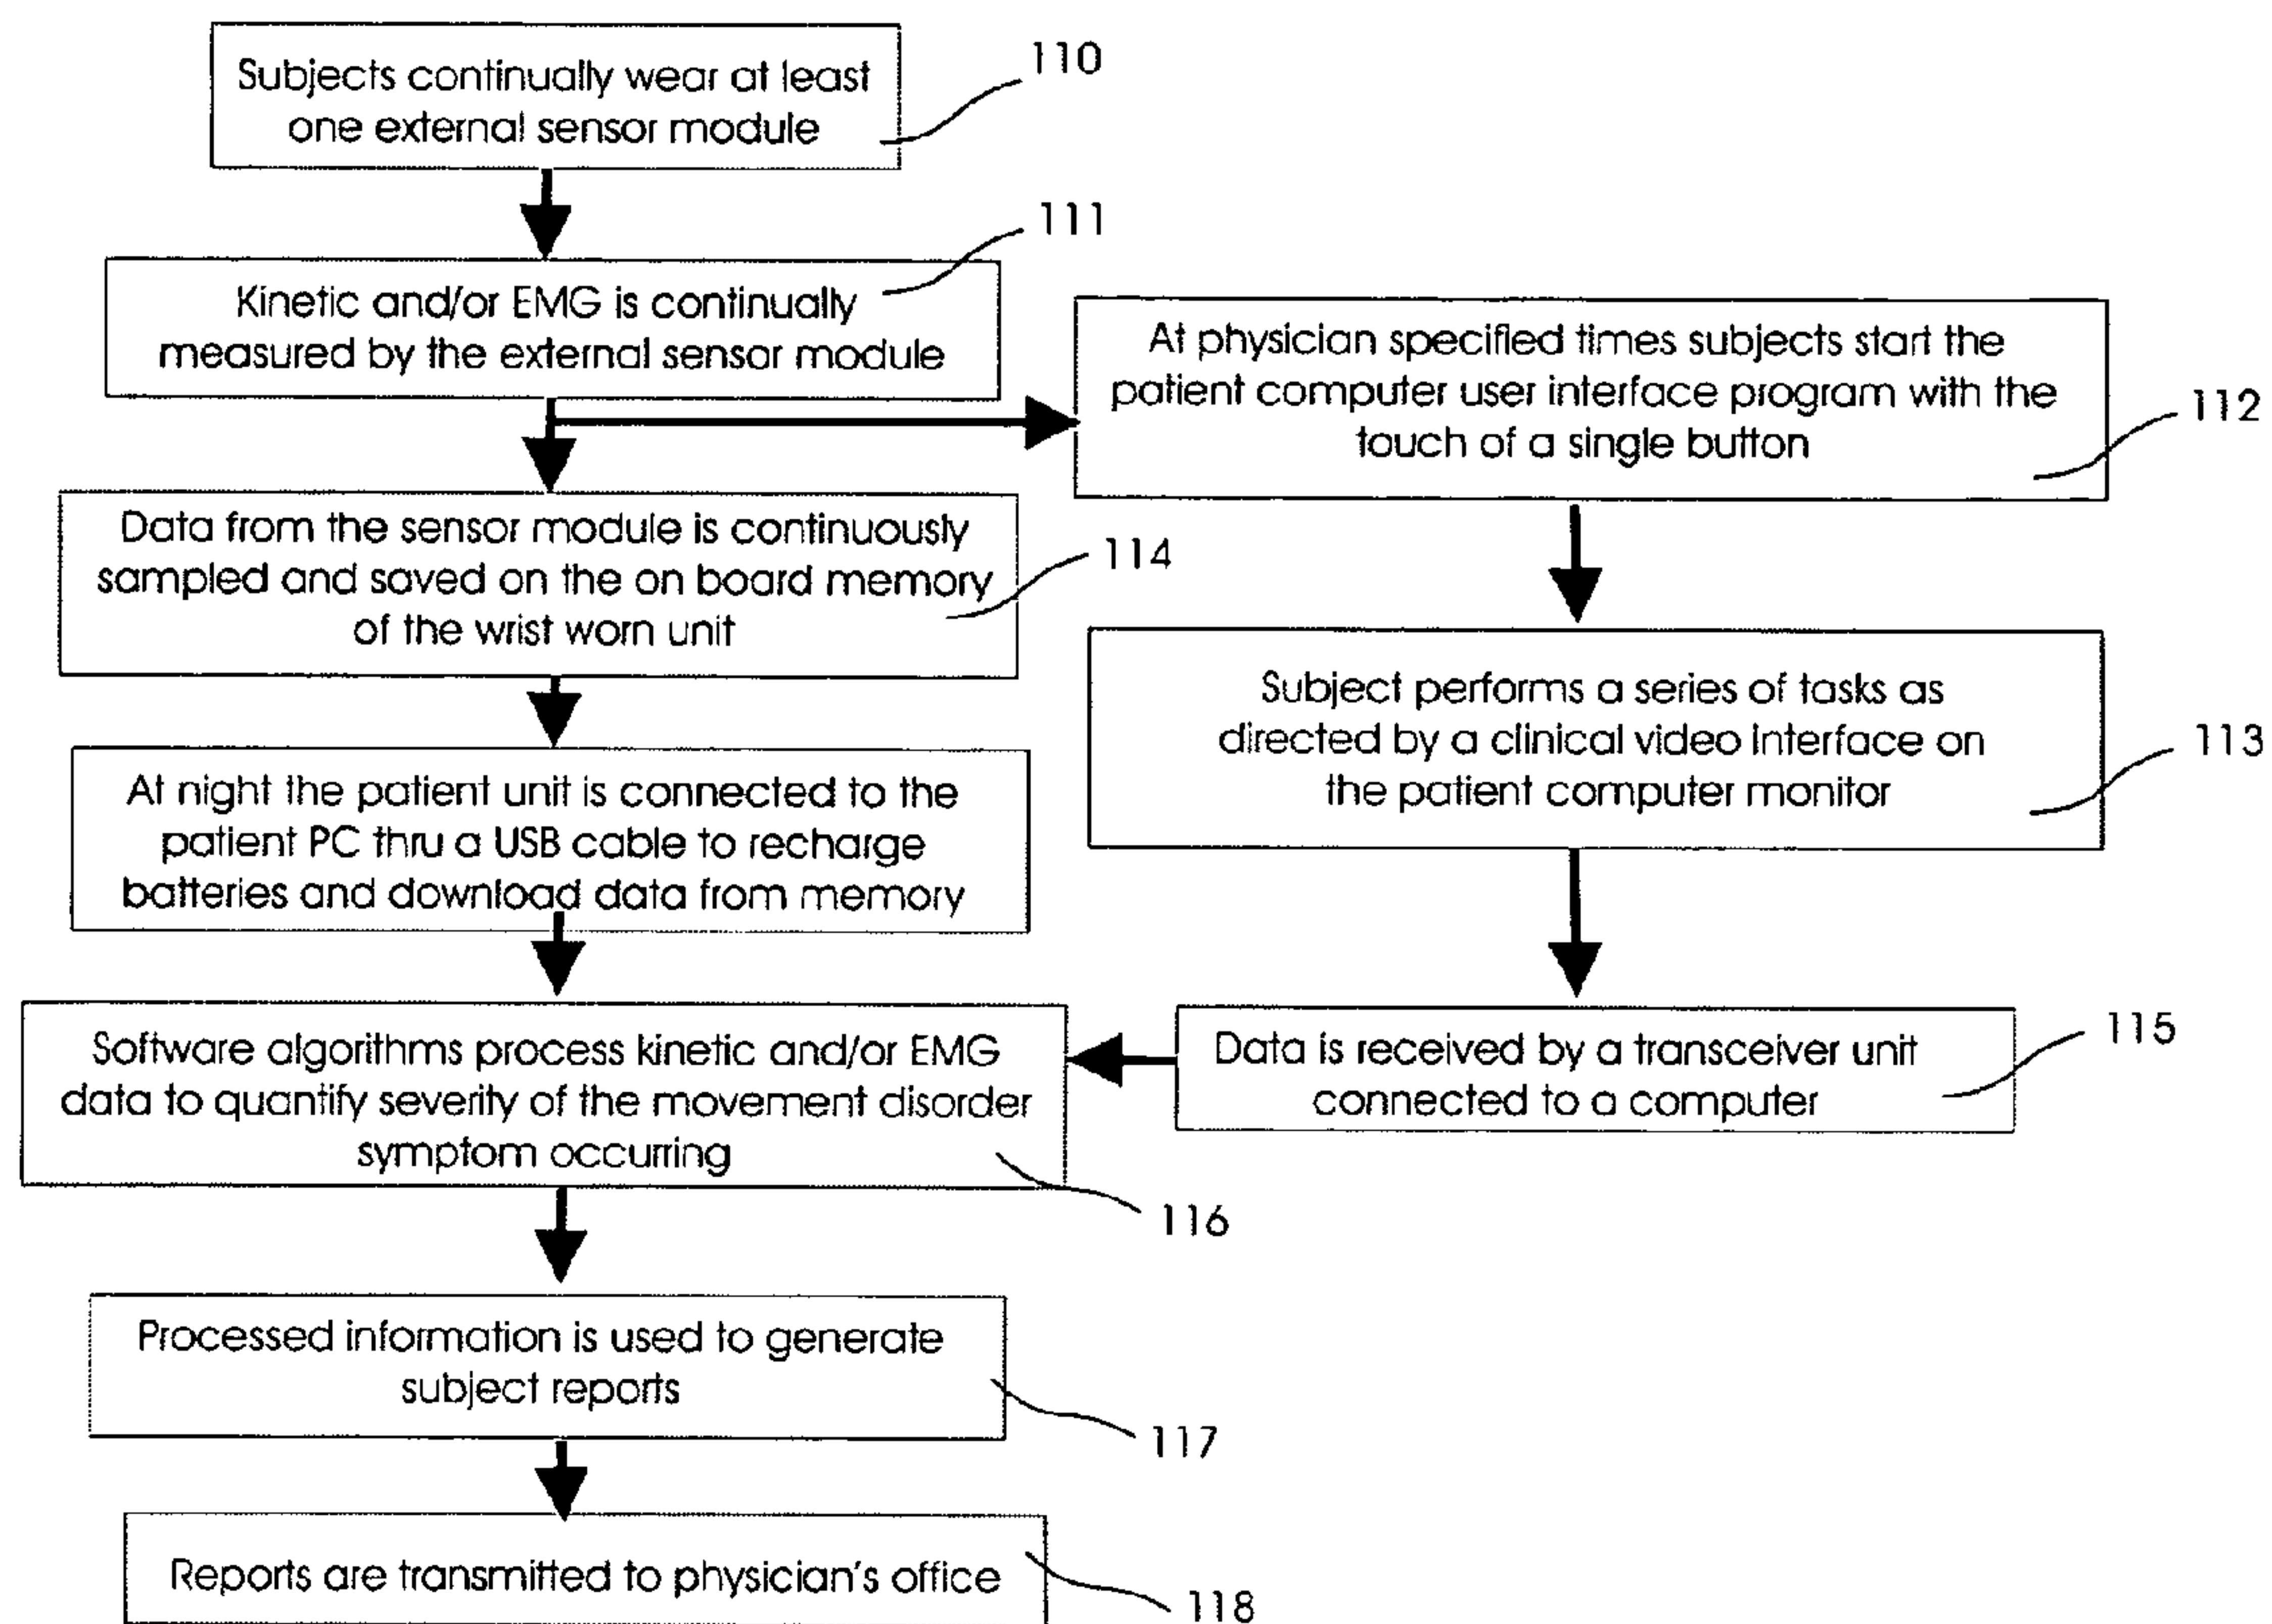 Subjects continually wear at least
one external sensor module
110
Kinetic and/or EMG is continually
measured by the external sensor module
111
At physician specified times subjects start the
patient computer user interface program with the
touch of a single button
112
Data from the sensor module is continuously
sampled and saved on the on board memory
of the wrist worn unit
114
Subject performs a series of tasks as
directed by a clinical video interface on
the patient computer monitor
113
At night the patient unit is connected to the
patient PC thru a USB cable to recharge
batteries and download data from memory
Software algorithms process kinetic and/or EMG
data to quantify severity of the movement disorder
symptom occurring
116
Data is received by a transceiver unit
connected to a computer
115
Processed information is used to generate
subject reports
117
Reports are transmitted to physician's office
118